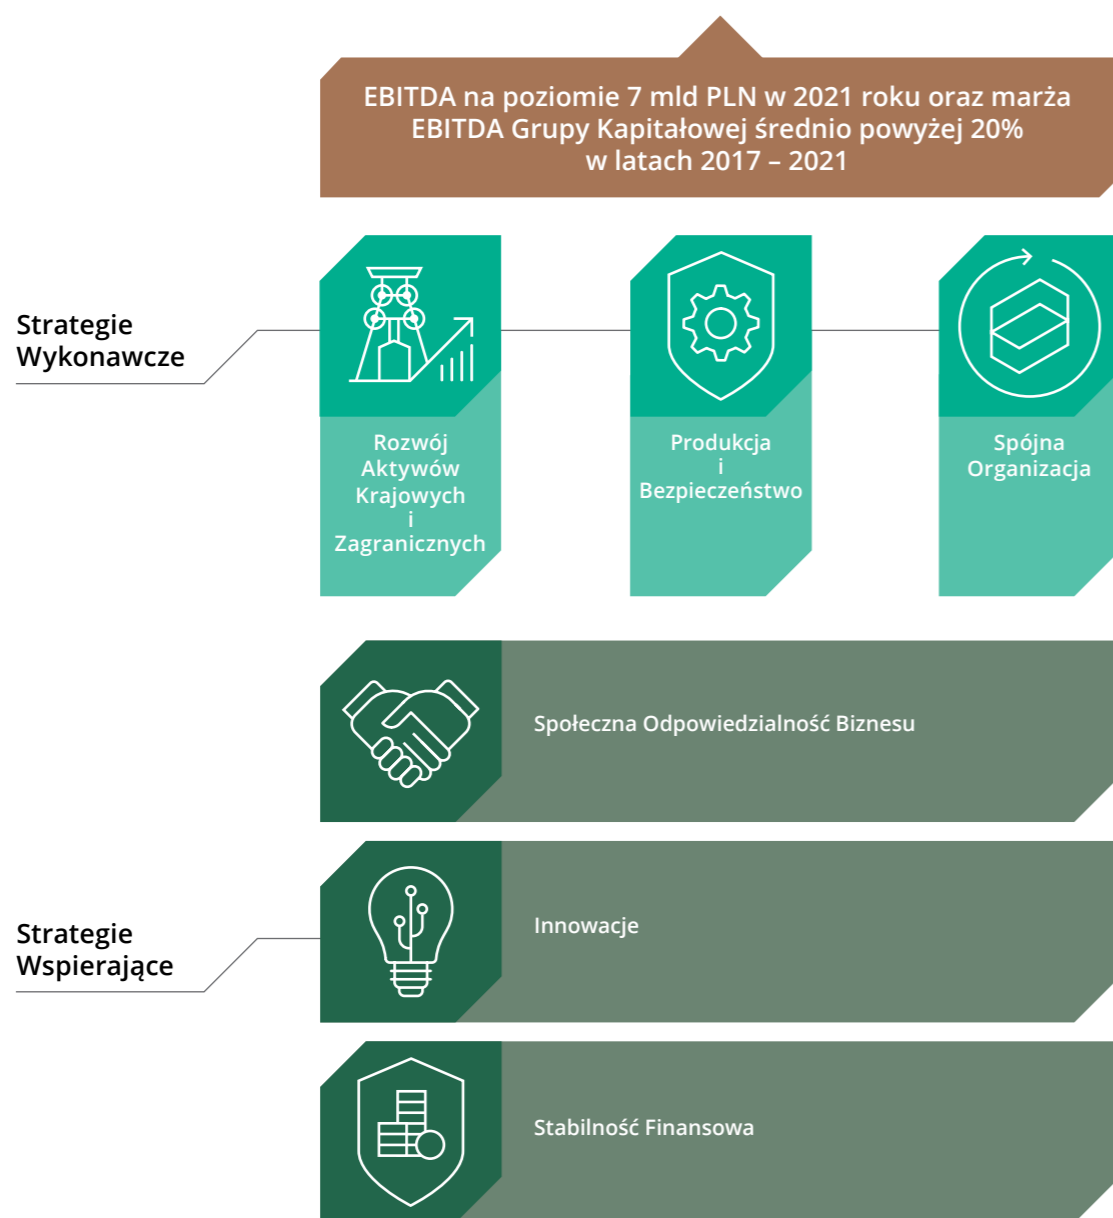 EBITDA na poziomie 7 mld PLN w 2021 roku oraz marża
EBITDA Grupy Kapitałowej średnio powyżej 20%
w latach 2017 – 2021
Strategie
Wykonawcze
Rozwój
Aktywów
Krajowych
i
Zagranicznych
Produkcja
i
Bezpieczeństwo
Spójna
Organizacja
Społeczna Odpowiedzialność Biznesu
Strategie
Wspierające
Innowacje
Stabilność Finansowa